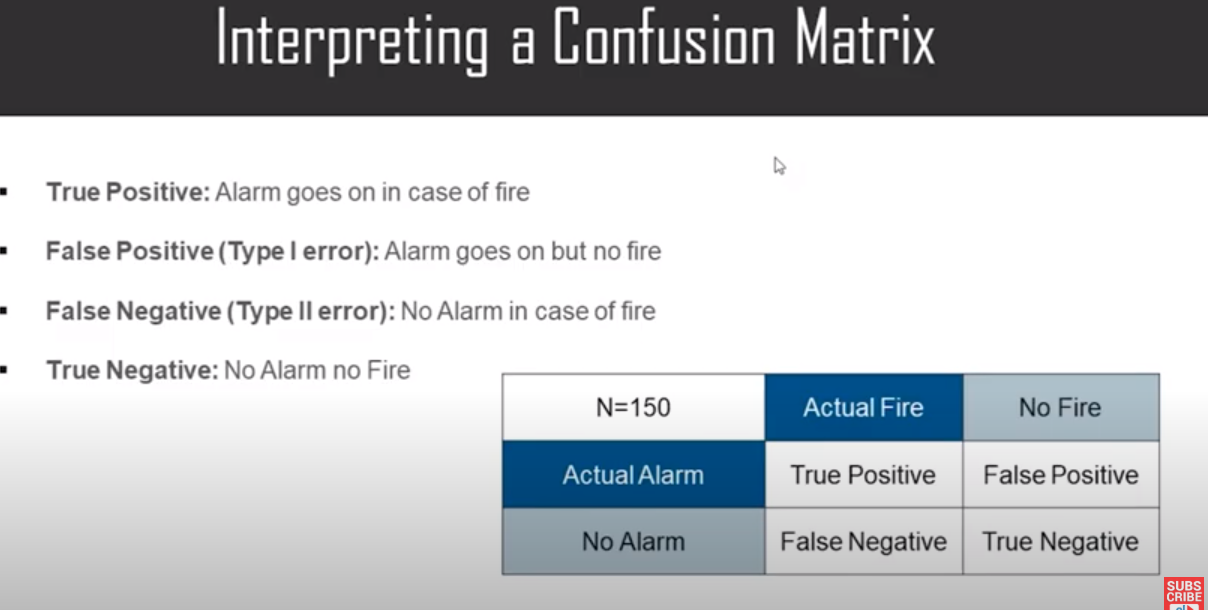 Interpreting a Confusion Matrix
True Positive: Alarm goes on in case of fire
False Positive (Type I error): Alarm goes on but no fire
False Negative (Type II error): No Alarm in case of fire
True Negative: No Alarm no Fire
N=150 Actual Fire No Fire
Actual Alarm True Positive False Positive
No Alarm False Negative True Negative
SUBS
CRIBE